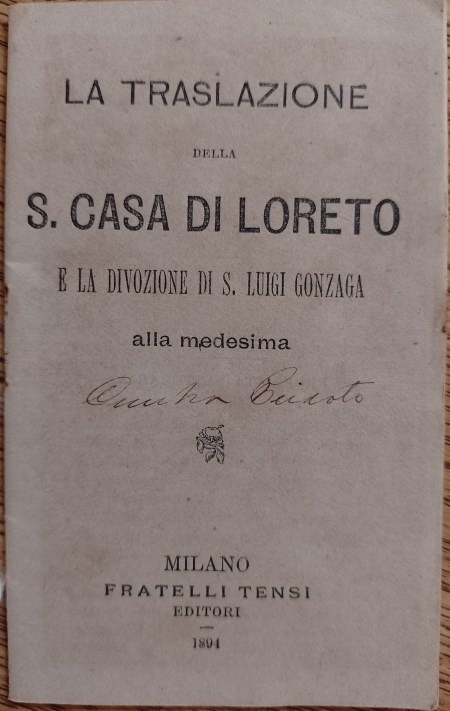 LA TRASLAZIONE
DELLA
S. CASA DI LORETO
E LA DIVOZIONE DI S. LUIGI GONZAGA
alla medesima
MILANO
FRATELLI TENSI
EDITORI
1894